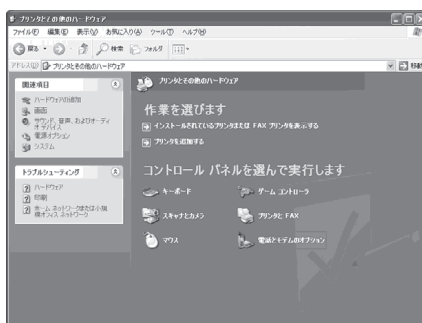 プリンタとその他のハードウェア
ファイル(F) 編集(E) 表示(V) お気に入り(A) ツール(T) ヘルプ(H)
戻る 検索 フォルダ
アドレス(D) プリンタとその他のハードウェア 移動
関連項目
ハードウェアの追加
画面
サウンド、音声、およびオーディ
オ デバイス
電源オプション
システム
トラブルシューティング
ハードウェア
印刷
ホーム ネットワークまたは小規
模オフィス ネットワーク
プリンタとその他のハードウェア
作業を選びます
インストールされているプリンタまたは FAX プリンタを表示する
プリンタを追加する
コントロール パネルを選んで実行します
キーボード
ゲーム コントローラ
スキャナとカメラ
プリンタと FAX
マウス
電話とモデムのオプション